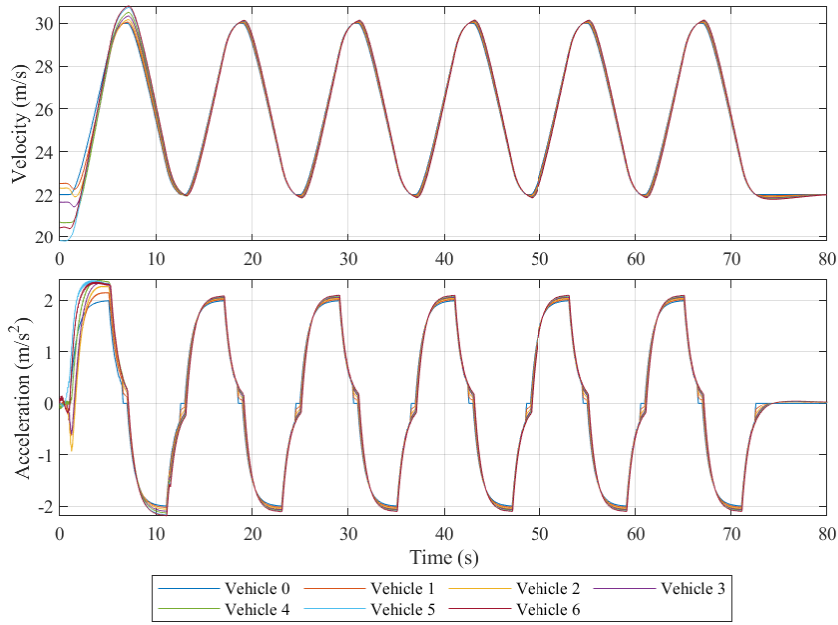 30
28
26
24
22
20
Velocity (m/s)
0 10 20 30 40 50 60 70 80
2
1
0
-1
-2
Acceleration (m/s²)
0 10 20 30 40 50 60 70 80
Time (s)
Vehicle 0 Vehicle 1 Vehicle 2 Vehicle 3
Vehicle 4 Vehicle 5 Vehicle 6